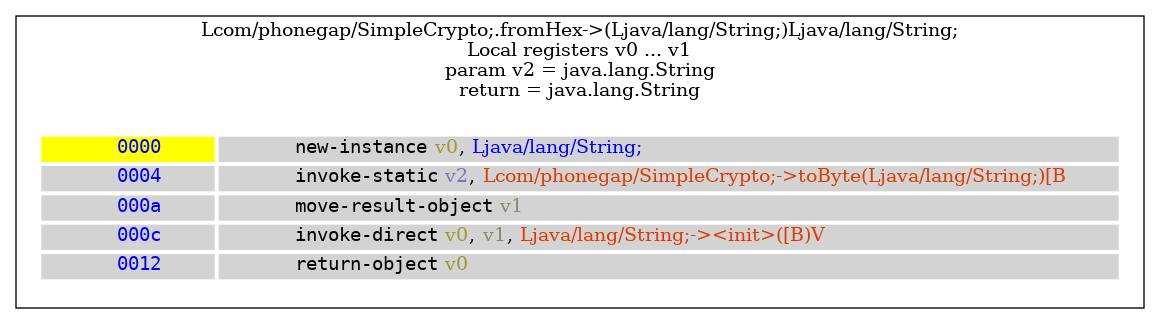 Lcom/phonegap/SimpleCrypto;.fromHex->(Ljava/lang/String;)Ljava/lang/String;
Local registers v0 ... v1
param v2 = java.lang.String
return = java.lang.String
0000 new-instance v0, Ljava/lang/String;
0004 invoke-static v2, Lcom/phonegap/SimpleCrypto;->toByte(Ljava/lang/String;)[B
000a move-result-object v1
000c invoke-direct v0, v1, Ljava/lang/String;-><init>([B)V
0012 return-object v0